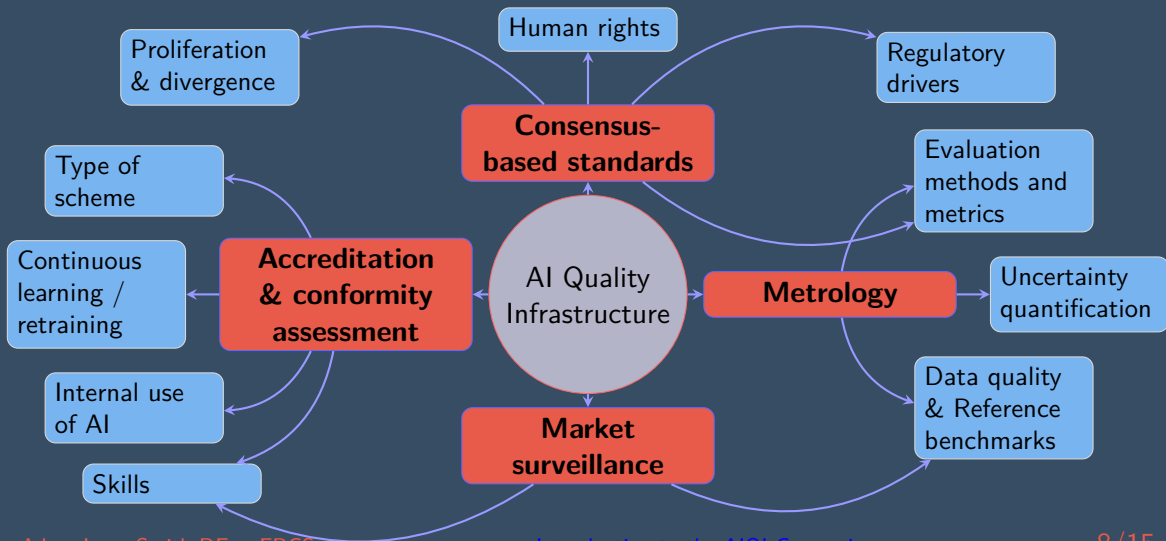 Human rights
Proliferation
& divergence
Regulatory
drivers
Consensus-
based standards
Type of
scheme
Evaluation
methods and
metrics
Continuous
learning /
retraining
Accreditation
& conformity
assessment
AI Quality
Infrastructure
Metrology
Uncertainty
quantification
Internal use
of AI
Market
surveillance
Data quality
& Reference
benchmarks
Skills
8/15